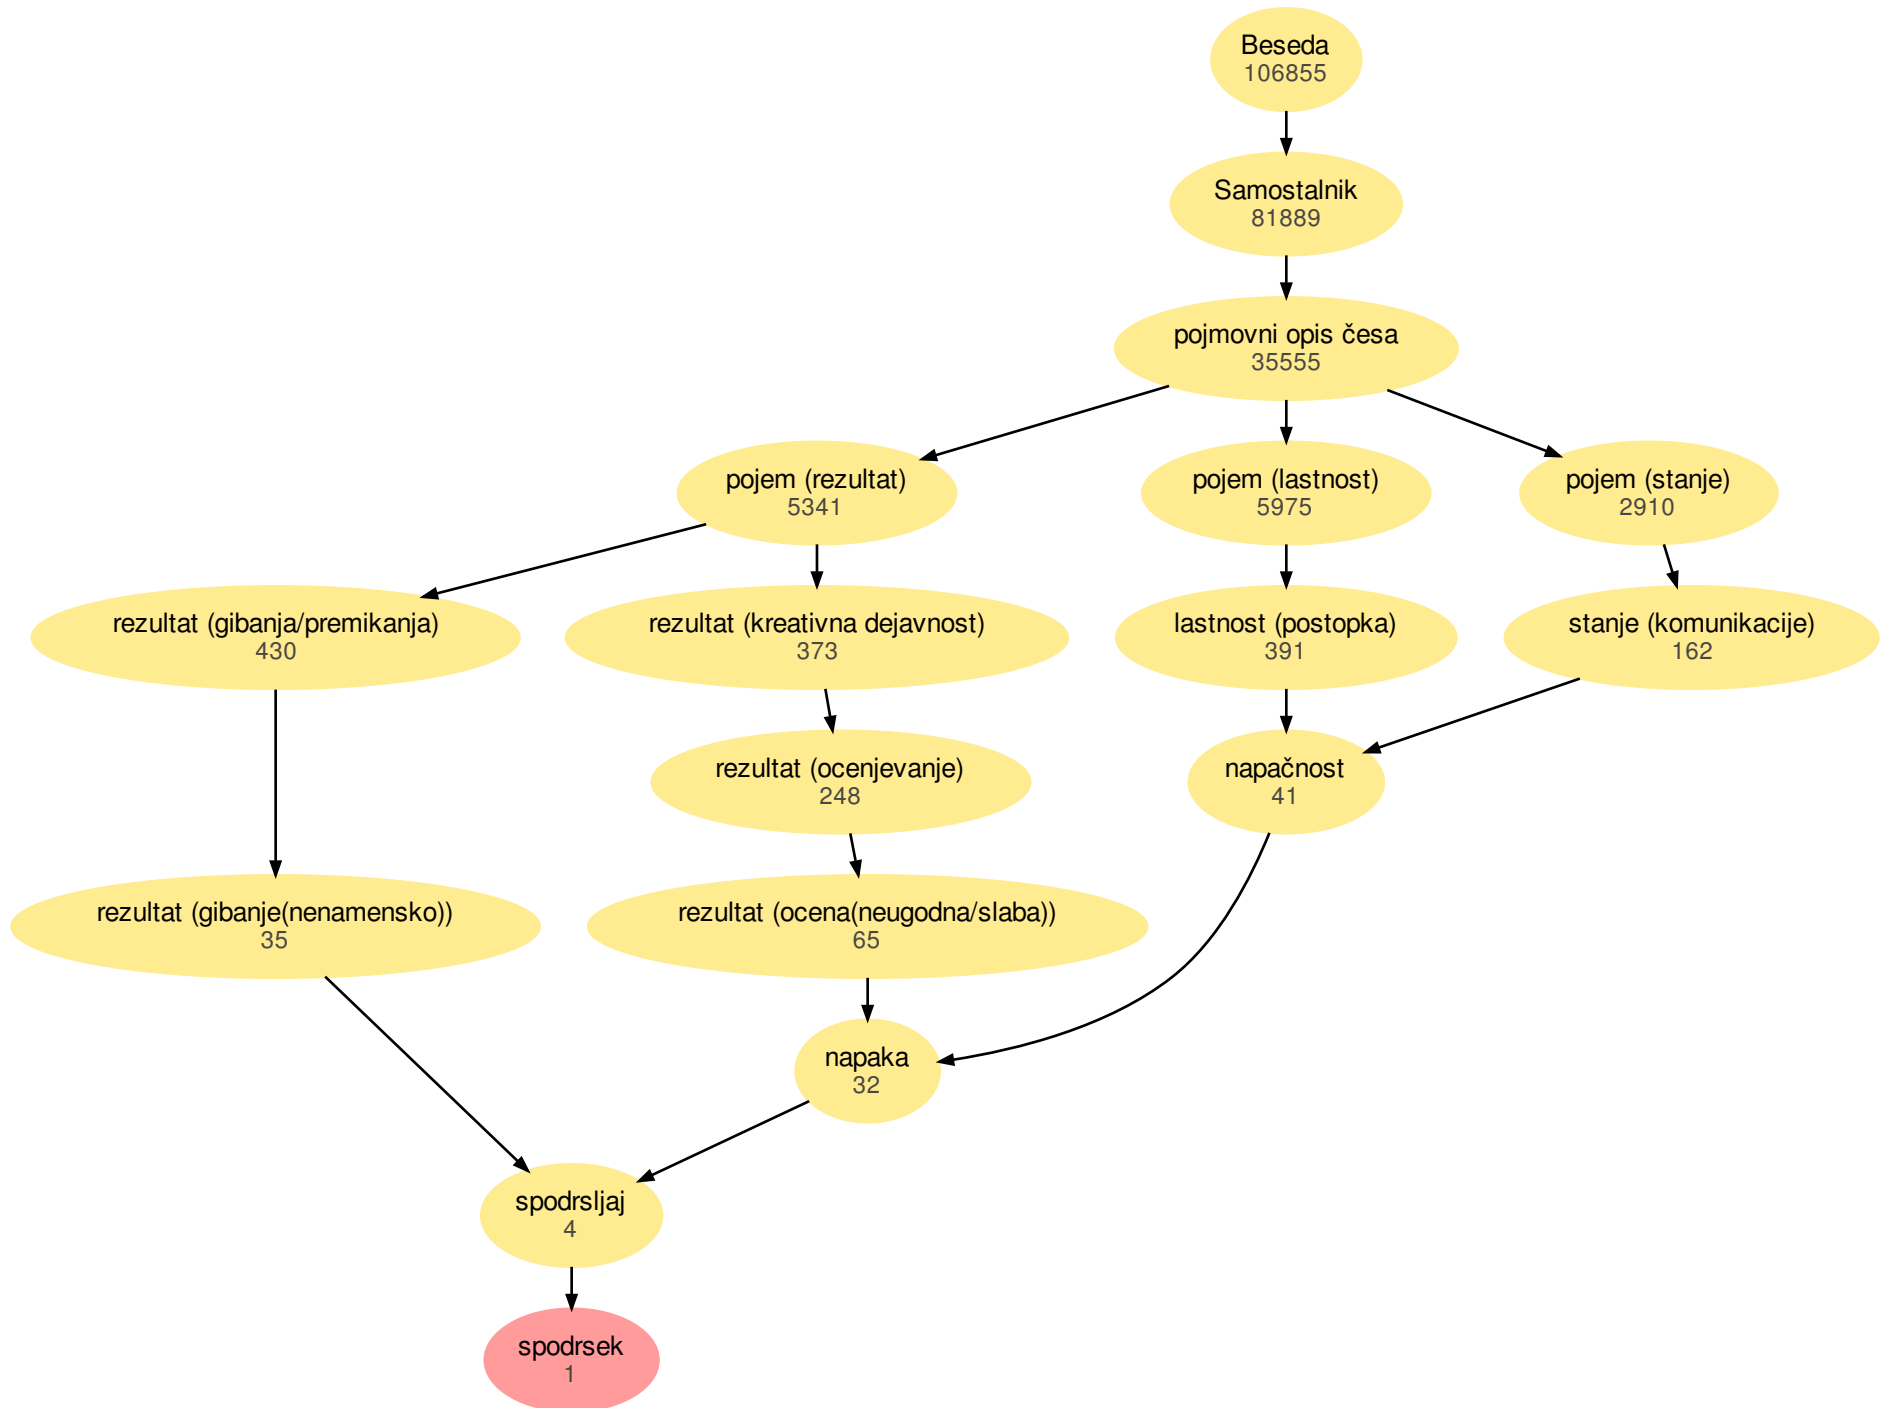 Beseda
106855
Samostalnik
81889
pojmovni opis česa
35555
pojem (rezultat)
5341
pojem (lastnost)
5975
pojem (stanje)
2910
rezultat (gibanja/premikanja)
430
rezultat (kreativna dejavnost)
373
lastnost (postopka)
391
stanje (komunikacije)
162
rezultat (ocenjevanje)
248
napačnost
41
rezultat (gibanje(nenamensko))
35
rezultat (ocena(neugodna/slaba))
65
napaka
32
spodrsljaj
4
spodrsek
1